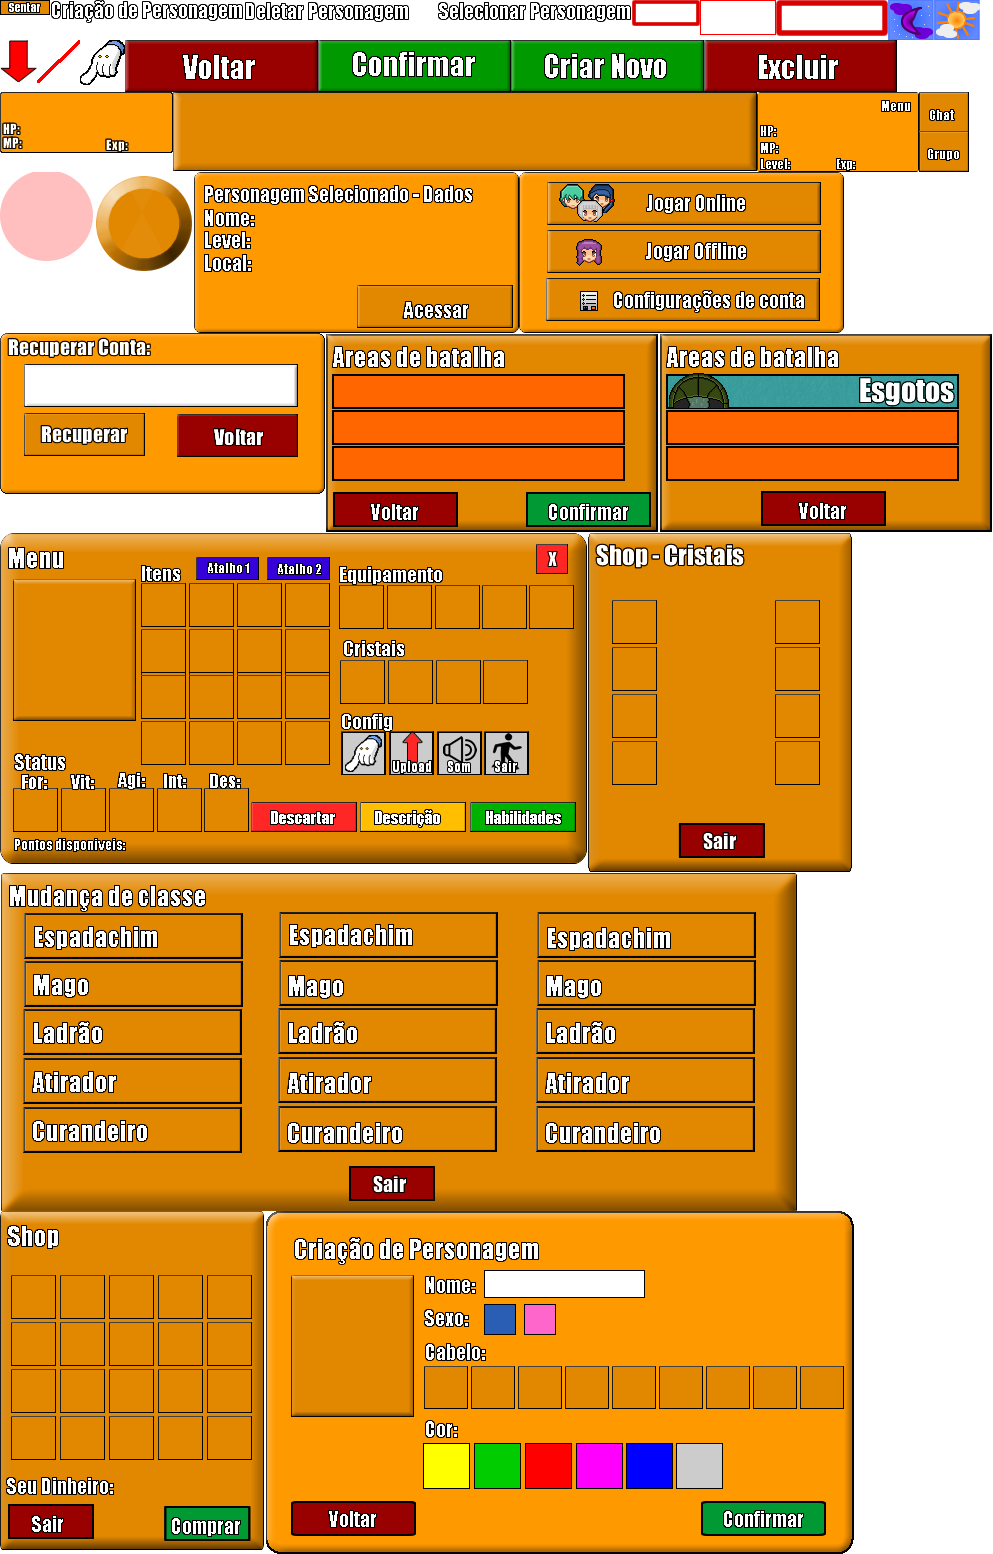 Sentar
Criação de Personagem
Deletar Personagem
Selecionar Personagem
Voltar
Confirmar
Criar Novo
Excluir
HP:
MP:
Exp:
Menu
HP:
MP:
Level:
Exp:
Chat
Grupo
Personagem Selecionado - Dados
Nome:
Level:
Local:
Acessar
Jogar Online
Jogar Offline
Configurações de conta
Recuperar Conta:
Recuperar
Voltar
Areas de batalha
Voltar
Confirmar
Areas de batalha
Esgotos
Voltar
Menu
Itens
Atalho 1
Atalho 2
Equipamento
X
Cristais
Config
Upload
Som
Sair
Status
For:
Vit:
Agi:
Int:
Des:
Descartar
Descrição
Habilidades
Pontos disponiveis:
Shop - Cristais
Sair
Mudança de classe
Espadachim
Mago
Ladrão
Atirador
Curandeiro
Espadachim
Mago
Ladrão
Atirador
Curandeiro
Espadachim
Mago
Ladrão
Atirador
Curandeiro
Sair
Shop
Seu Dinheiro:
Sair
Comprar
Criação de Personagem
Nome:
Sexo:
Cabelo:
Cor:
Voltar
Confirmar